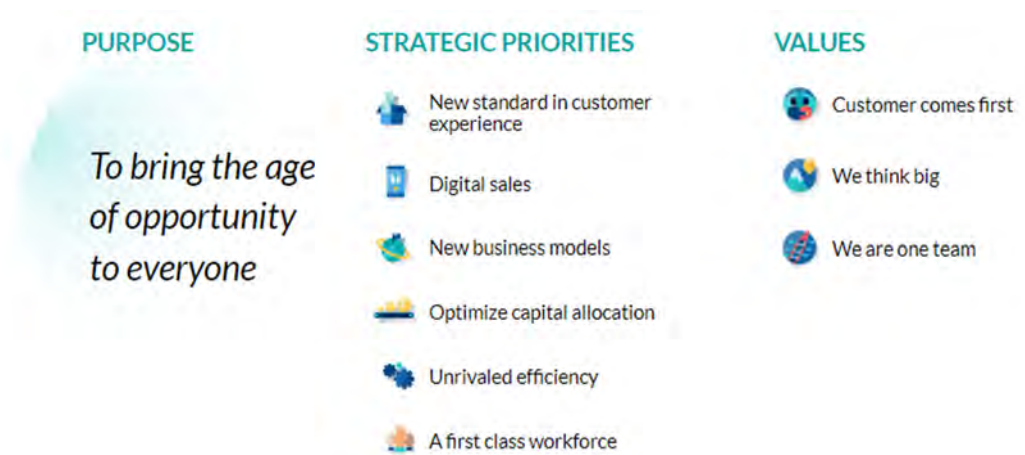 PURPOSE
To bring the age
of opportunity
to everyone
STRATEGIC PRIORITIES
New standard in customer
experience
Digital sales
New business models
Optimize capital allocation
Unrivaled efficiency
A first class workforce
VALUES
Customer comes first
We think big
We are one team